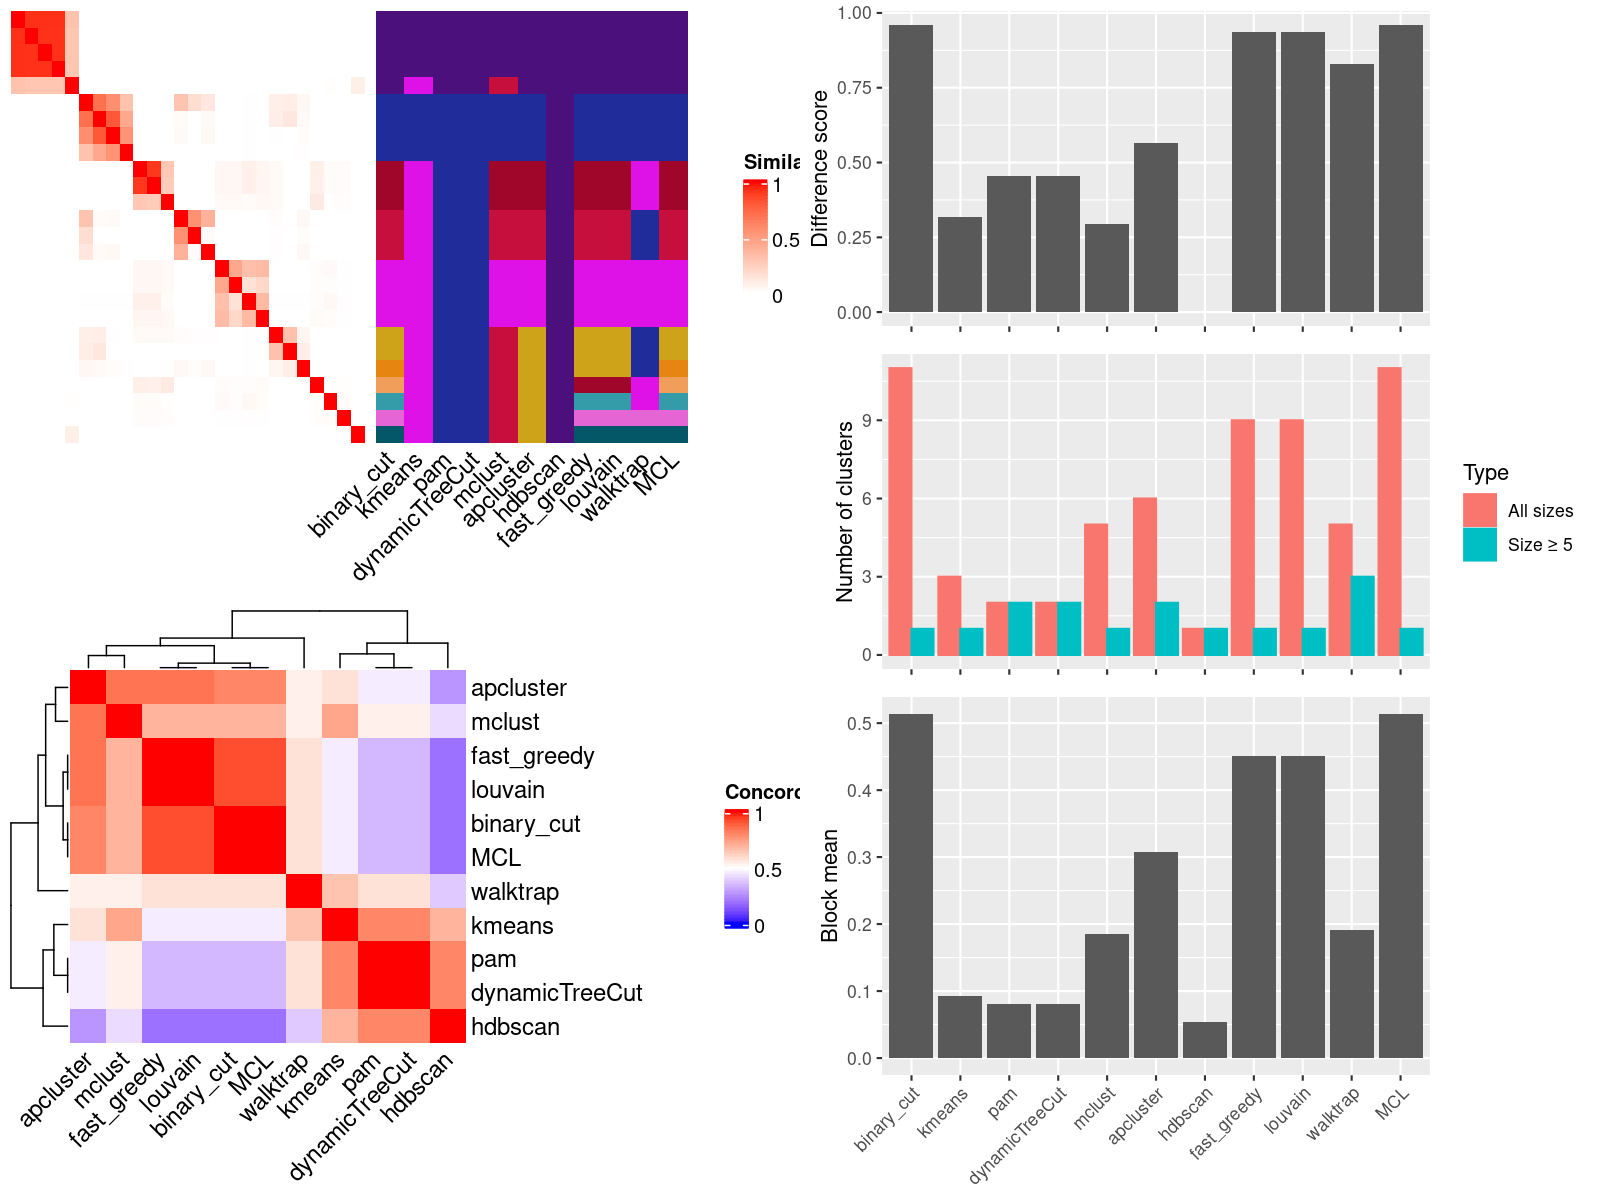 Simila
1
0.5
0
binary_cut
kmeans
pam
dynamicTreeCut
mclust
apcluster
hdbscan
fast_greedy
louvain
walktrap
MCL
apcluster
mclust
fast_greedy
louvain
binary_cut
MCL
walktrap
kmeans
pam
dynamicTreeCut
hdbscan
apcluster
mclust
fast_greedy
louvain
binary_cut
MCL
walktrap
kmeans
pam
dynamicTreeCut
hdbscan
Concord
1
0.5
0
Difference score
1.00
0.75
0.50
0.25
0.00
Number of clusters
9
6
3
0
Type
All sizes
Size ≥ 5
Block mean
0.5
0.4
0.3
0.2
0.1
0.0
binary_cut
kmeans
pam
dynamicTreeCut
mclust
apcluster
hdbscan
fast_greedy
louvain
walktrap
MCL